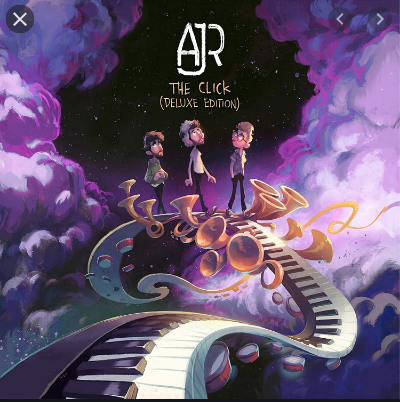 AJR
THE CLICK
(DELUXE EDITION)